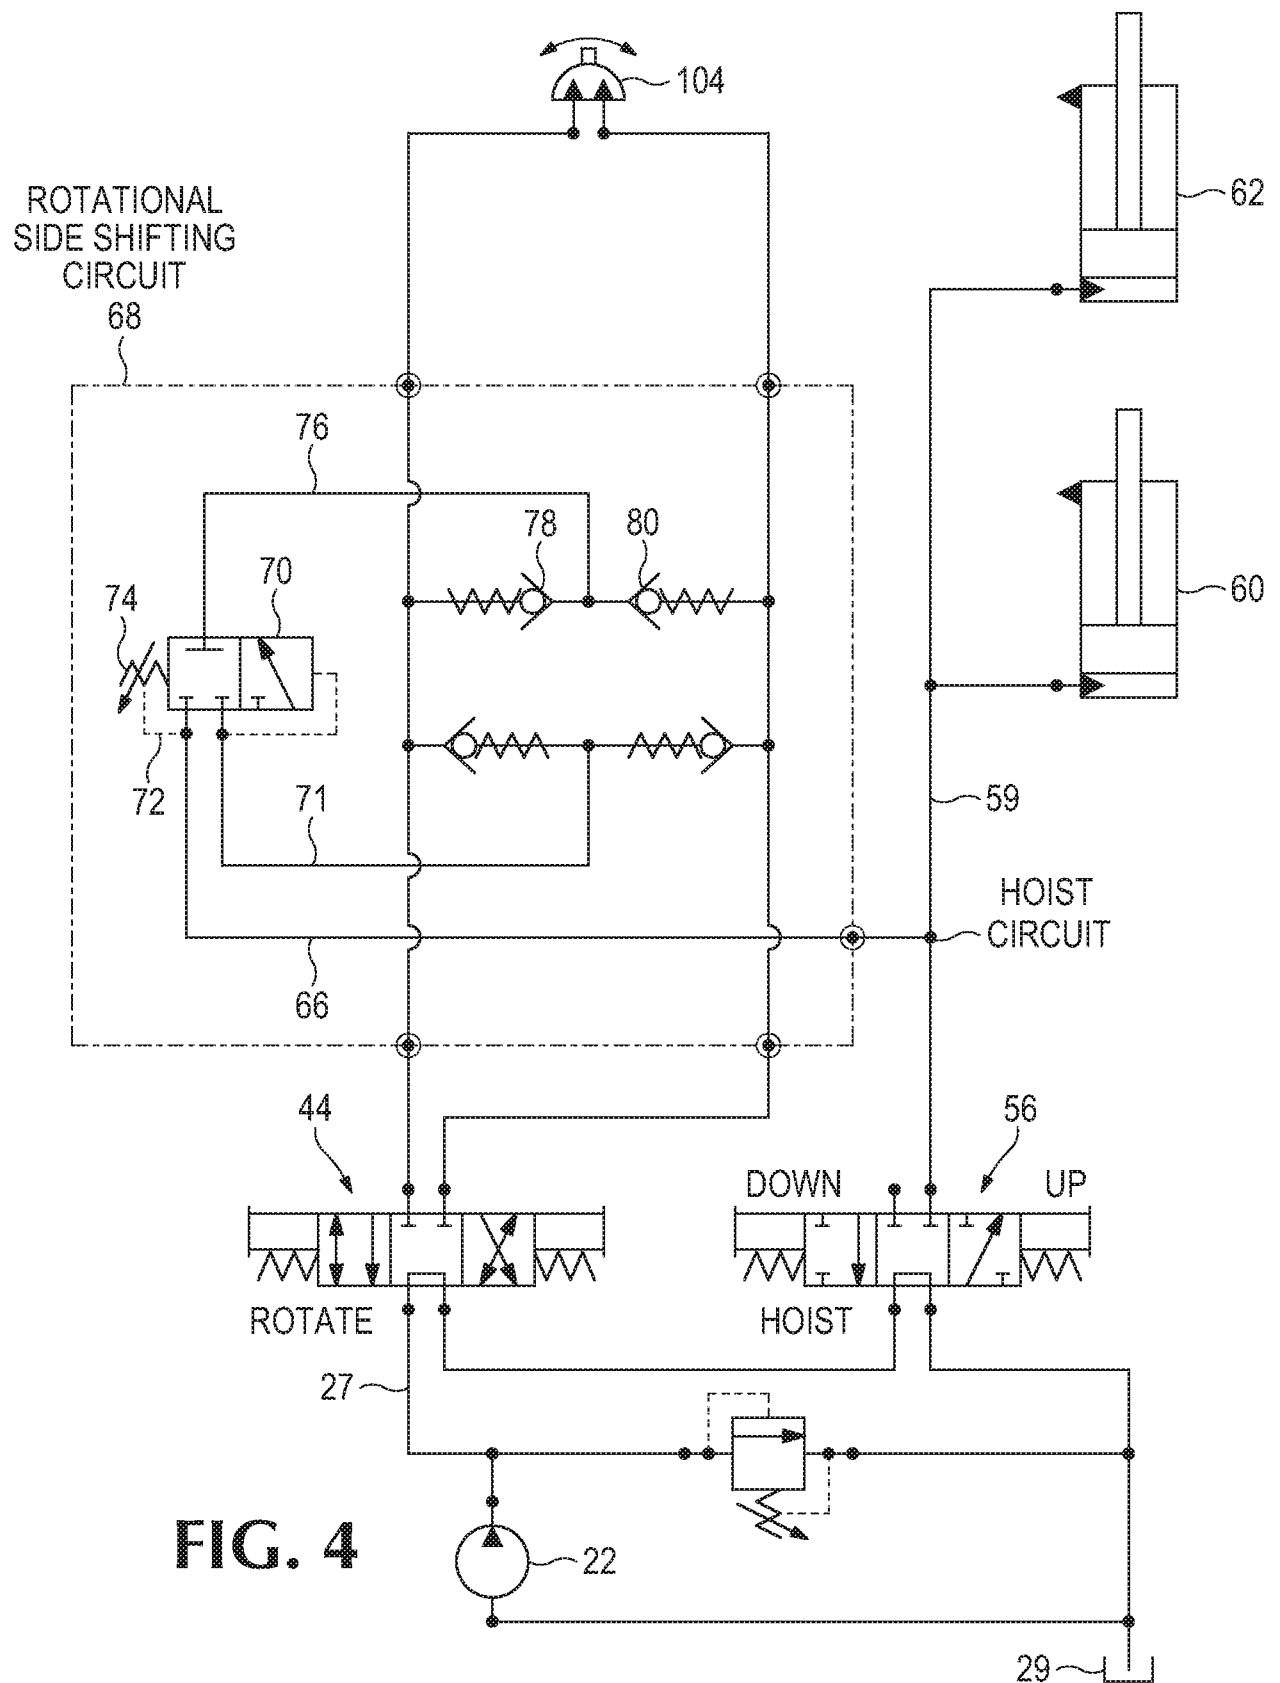 104
62
ROTATIONAL
SIDE SHIFTING
CIRCUIT
68
76
78
80
70
74
60
72
71
59
HOIST
CIRCUIT
66
44
56
DOWN
UP
ROTATE
HOIST
27
FIG. 4
22
29